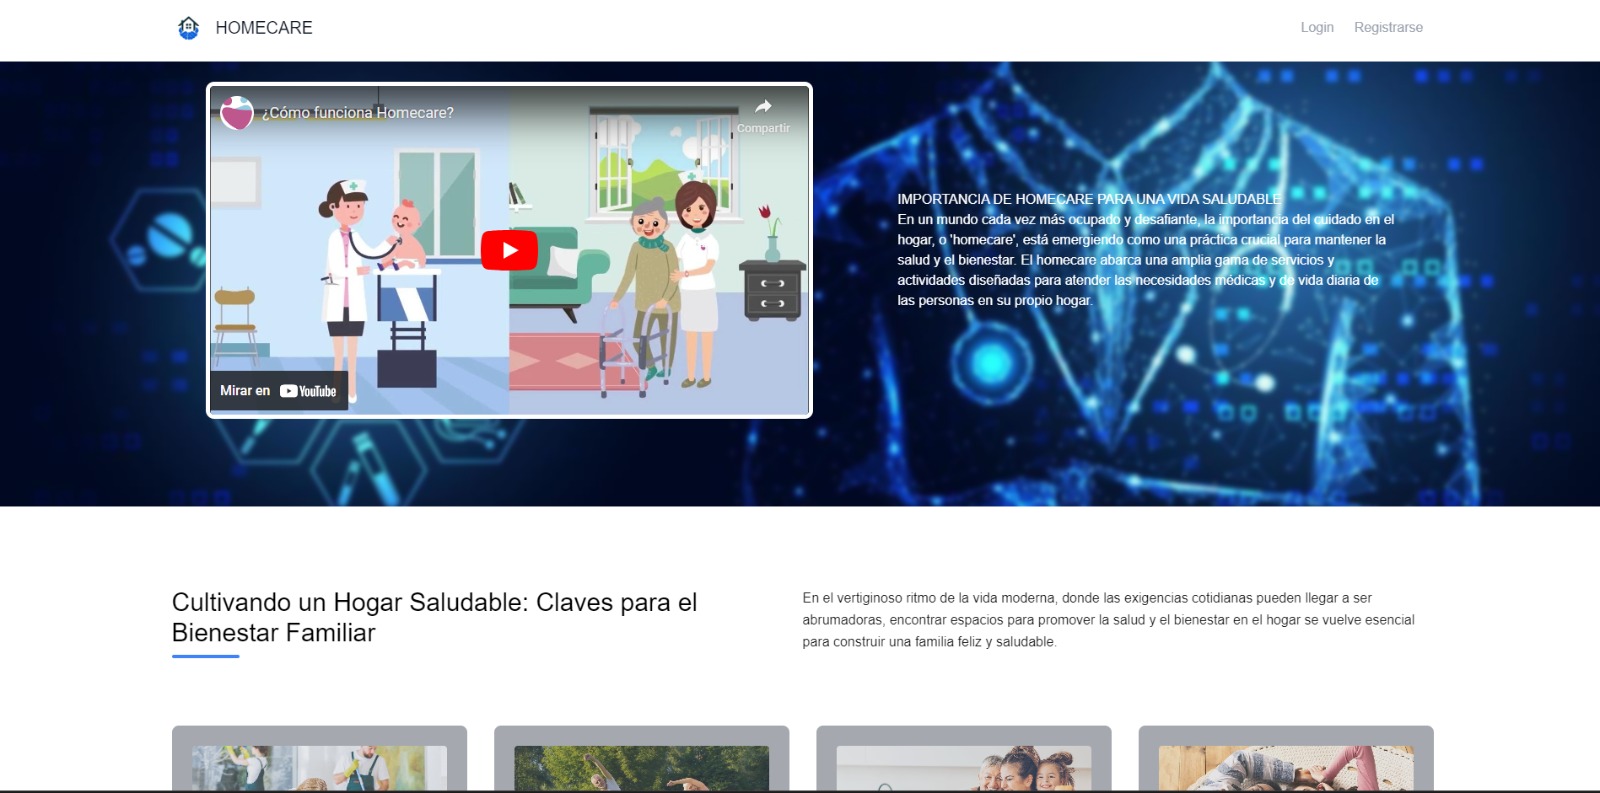 HOMECARE
Login Registrarse
¿Cómo funciona Homecare?
Compartir
Mirar en YouTube
IMPORTANCIA DE HOMECARE PARA UNA VIDA SALUDABLE
En un mundo cada vez más ocupado y desafiante, la importancia del cuidado en el
hogar, o 'homecare', está emergiendo como una práctica crucial para mantener la
salud y el bienestar. El homecare abarca una amplia gama de servicios y
actividades diseñadas para atender las necesidades médicas y de vida diaria de
las personas en su propio hogar.
Cultivando un Hogar Saludable: Claves para el
Bienestar Familiar
En el vertiginoso ritmo de la vida moderna, donde las exigencias cotidianas pueden llegar a ser
abrumadoras, encontrar espacios para promover la salud y el bienestar en el hogar se vuelve esencial
para construir una familia feliz y saludable.